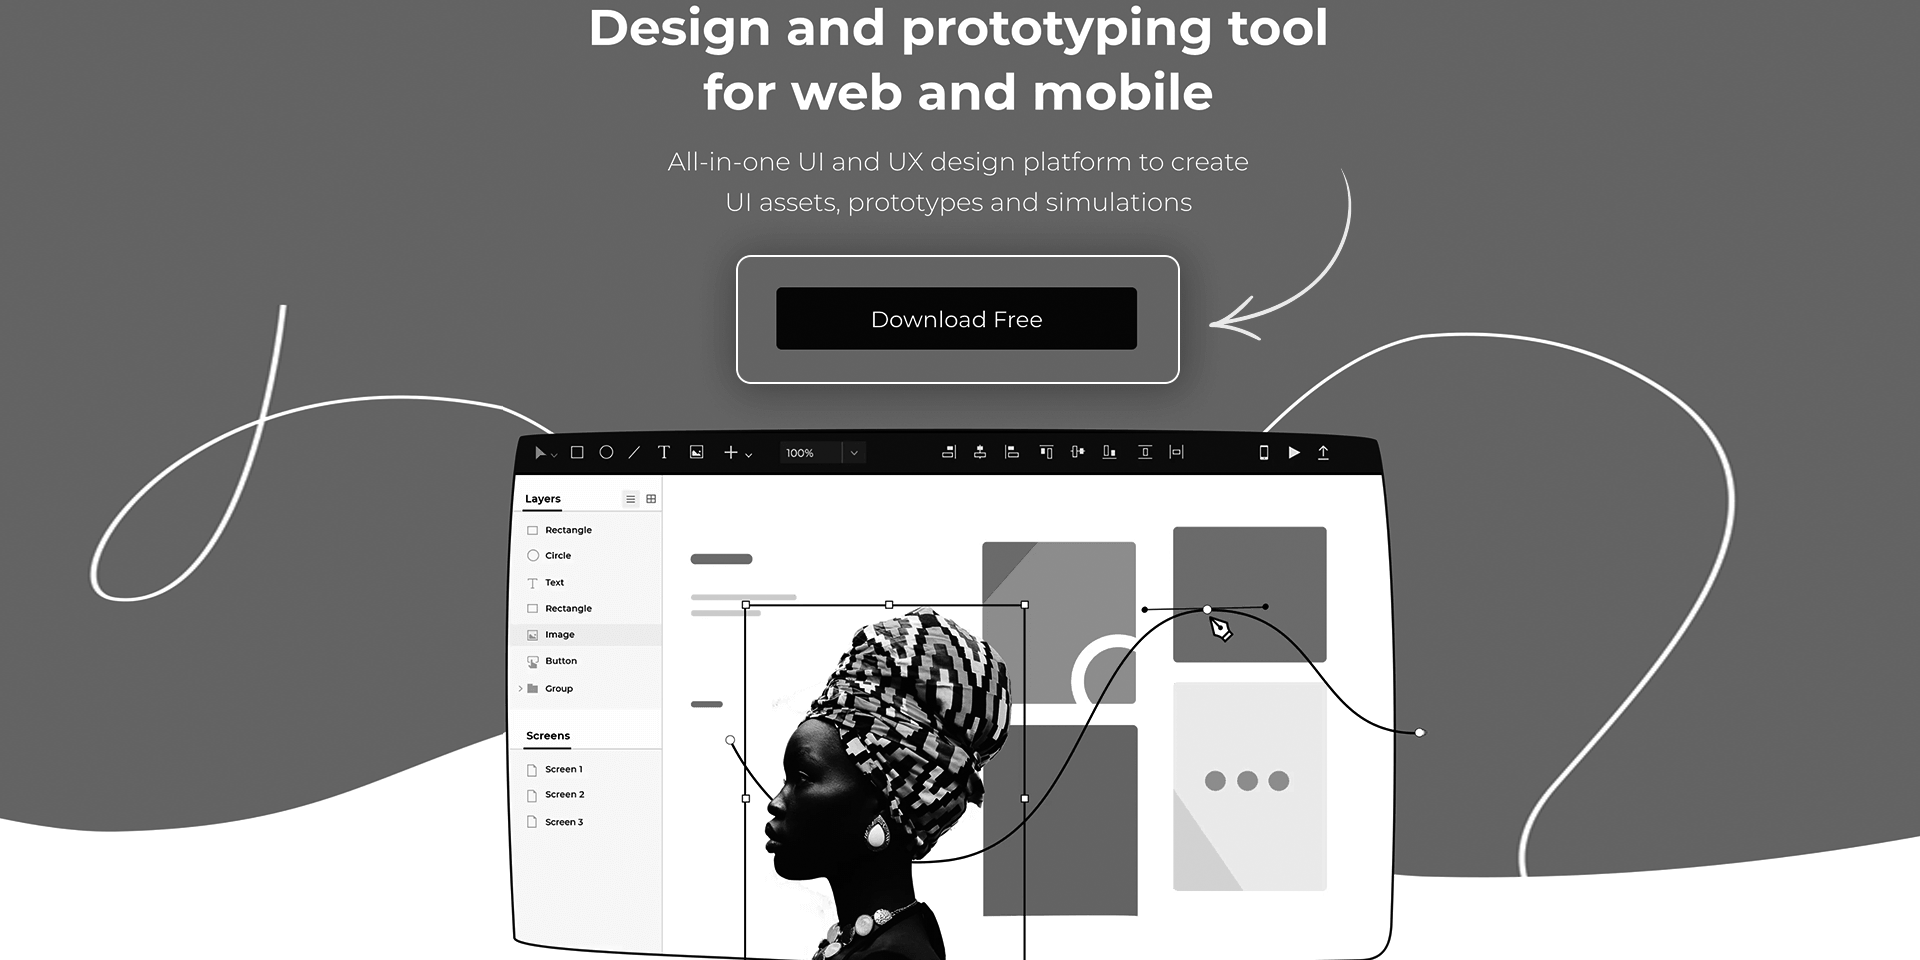 Design and prototyping tool
for web and mobile
All-in-one UI and UX design platform to create
UI assets, prototypes and simulations
Download Free
T
100%
Layers
Rectangle
Circle
Text
Rectangle
Image
Button
Group
Screens
Screen 1
Screen 2
Screen 3